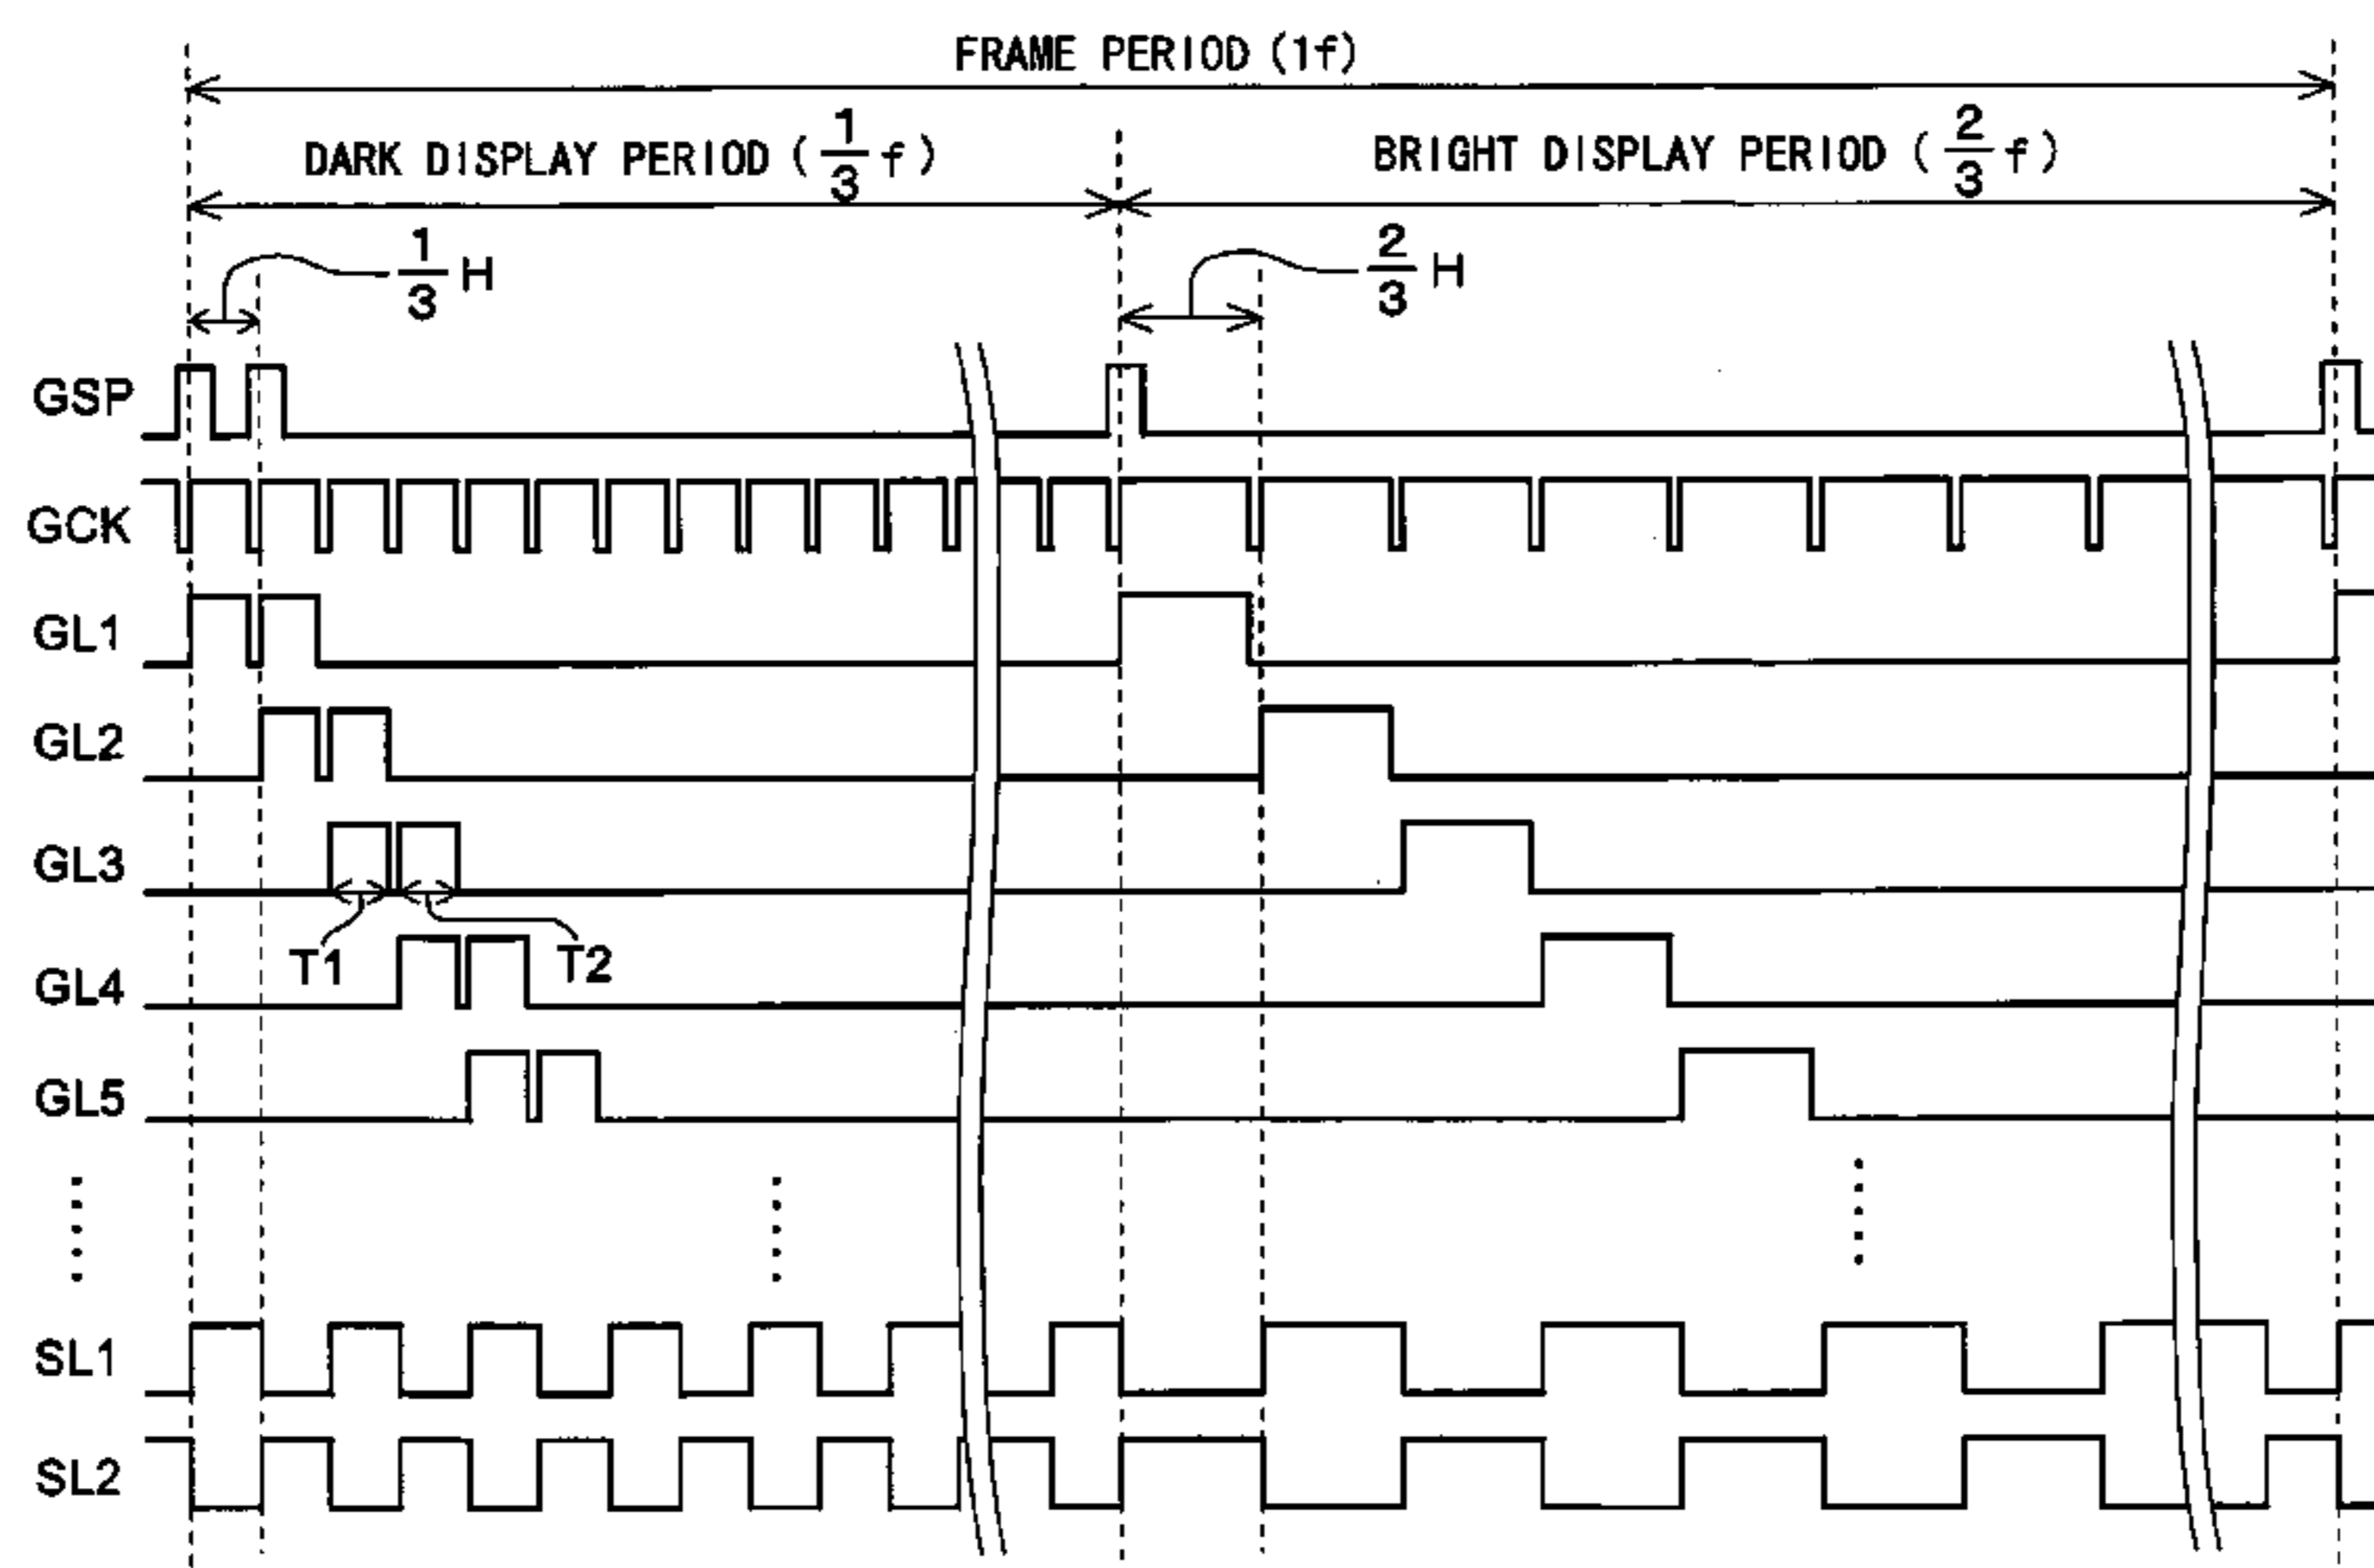 FRAME PERIOD (1f)
DARK DISPLAY PERIOD (1/3 f)
BRIGHT DISPLAY PERIOD (2/3 f)
1/3 H
2/3 H
GSP
GCK
GL1
GL2
GL3
T1
T2
GL4
GL5
SL1
SL2